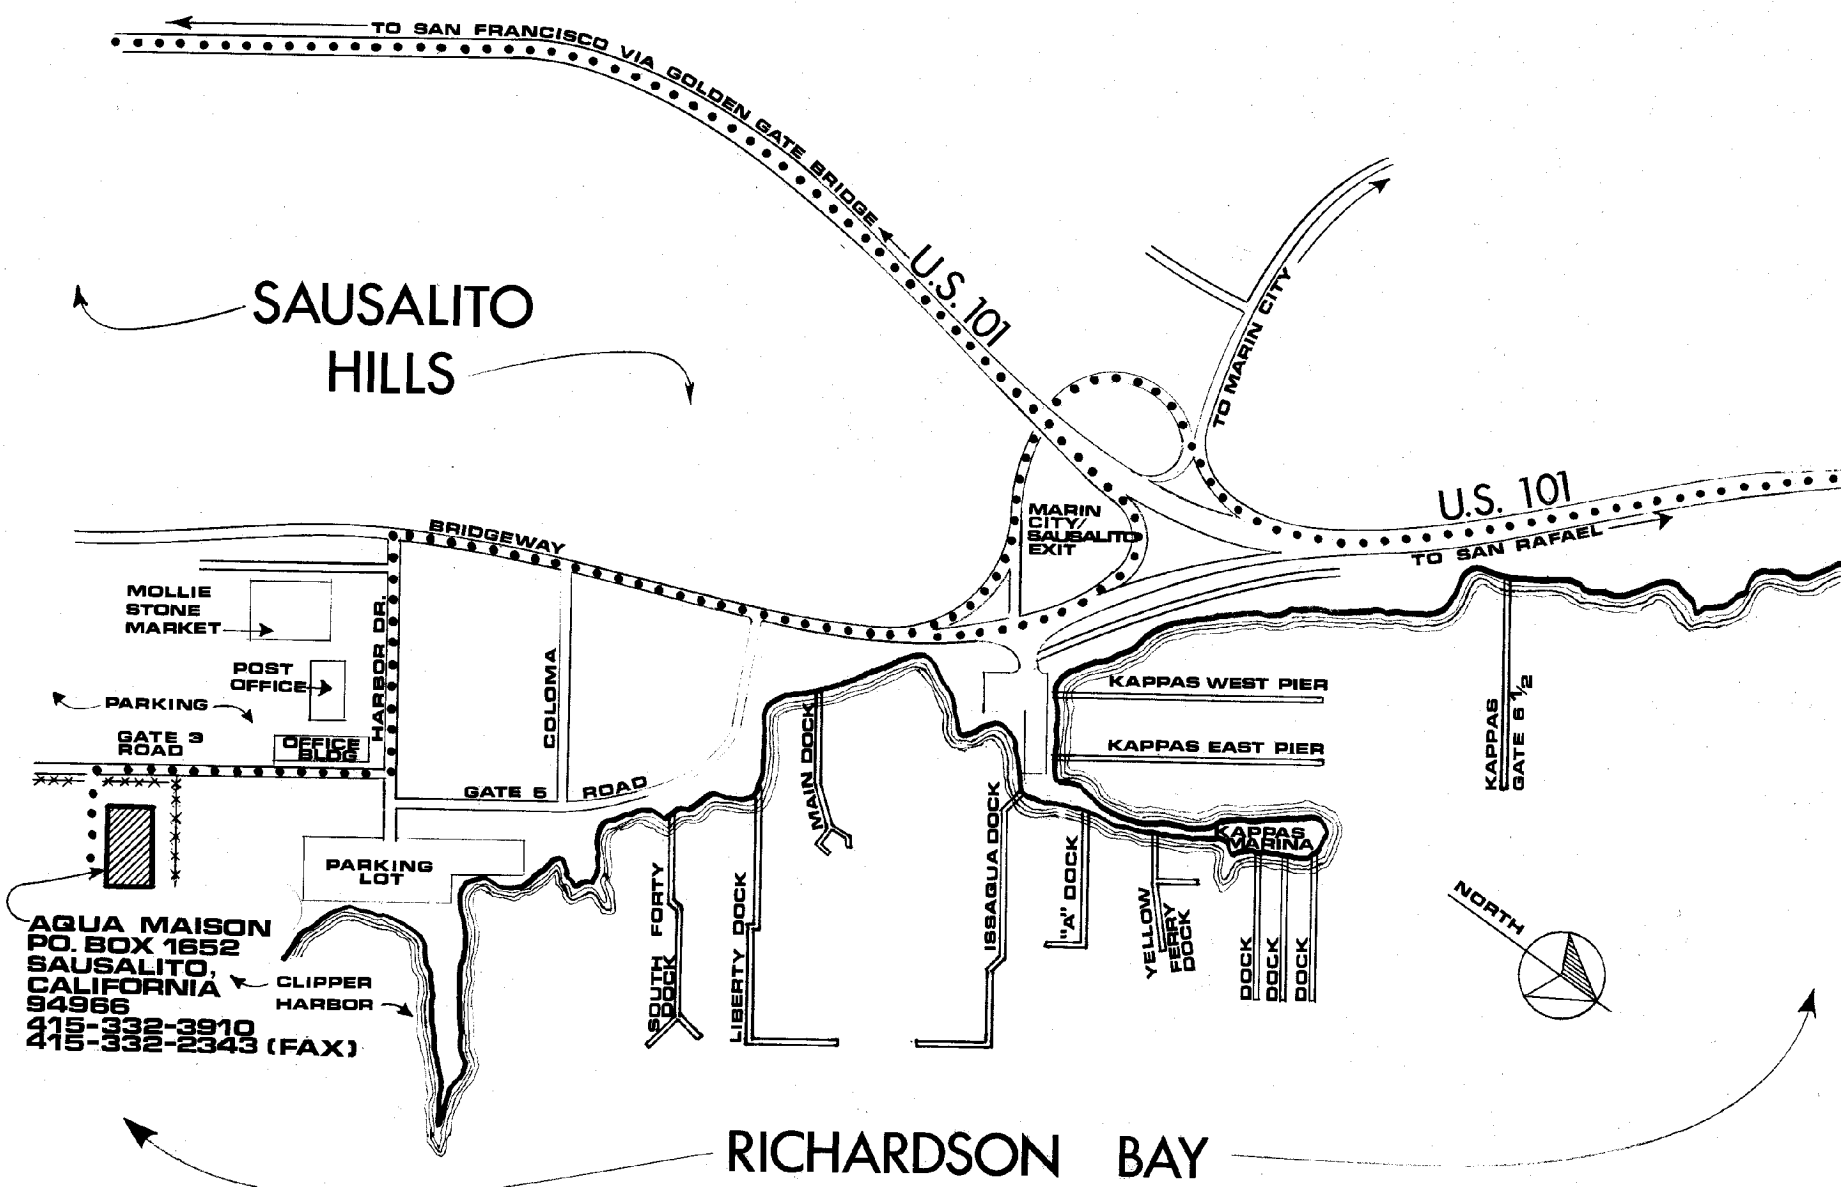 TO SAN FRANCISCO VIA GOLDEN GATE BRIDGE
U.S. 101
SAUSALITO
HILLS
TO MARIN CITY
U.S. 101
TO SAN RAFAEL
MARIN
CITY/
SAUSALITO
EXIT
BRIDGEWAY
MOLLIE
STONE
MARKET
HARBOR DR.
POST
OFFICE
PARKING
GATE 3
ROAD
OFFICE
BLDG
COLOMA
GATE 5 ROAD
PARKING
LOT
MAIN DOCK
KAPPAS WEST PIER
KAPPAS EAST PIER
KAPPAS
GATE 6 1/2
KAPPAS
MARINA
SOUTH FORTY
DOCK
LIBERTY DOCK
ISSAQUA DOCK
"A" DOCK
YELLOW
FERRY
DOCK
DOCK
DOCK
DOCK
NORTH
AQUA MAISON
PO. BOX 1652
SAUSALITO,
CALIFORNIA
94966
415-332-3910
415-332-2343 (FAX)
CLIPPER
HARBOR
RICHARDSON BAY